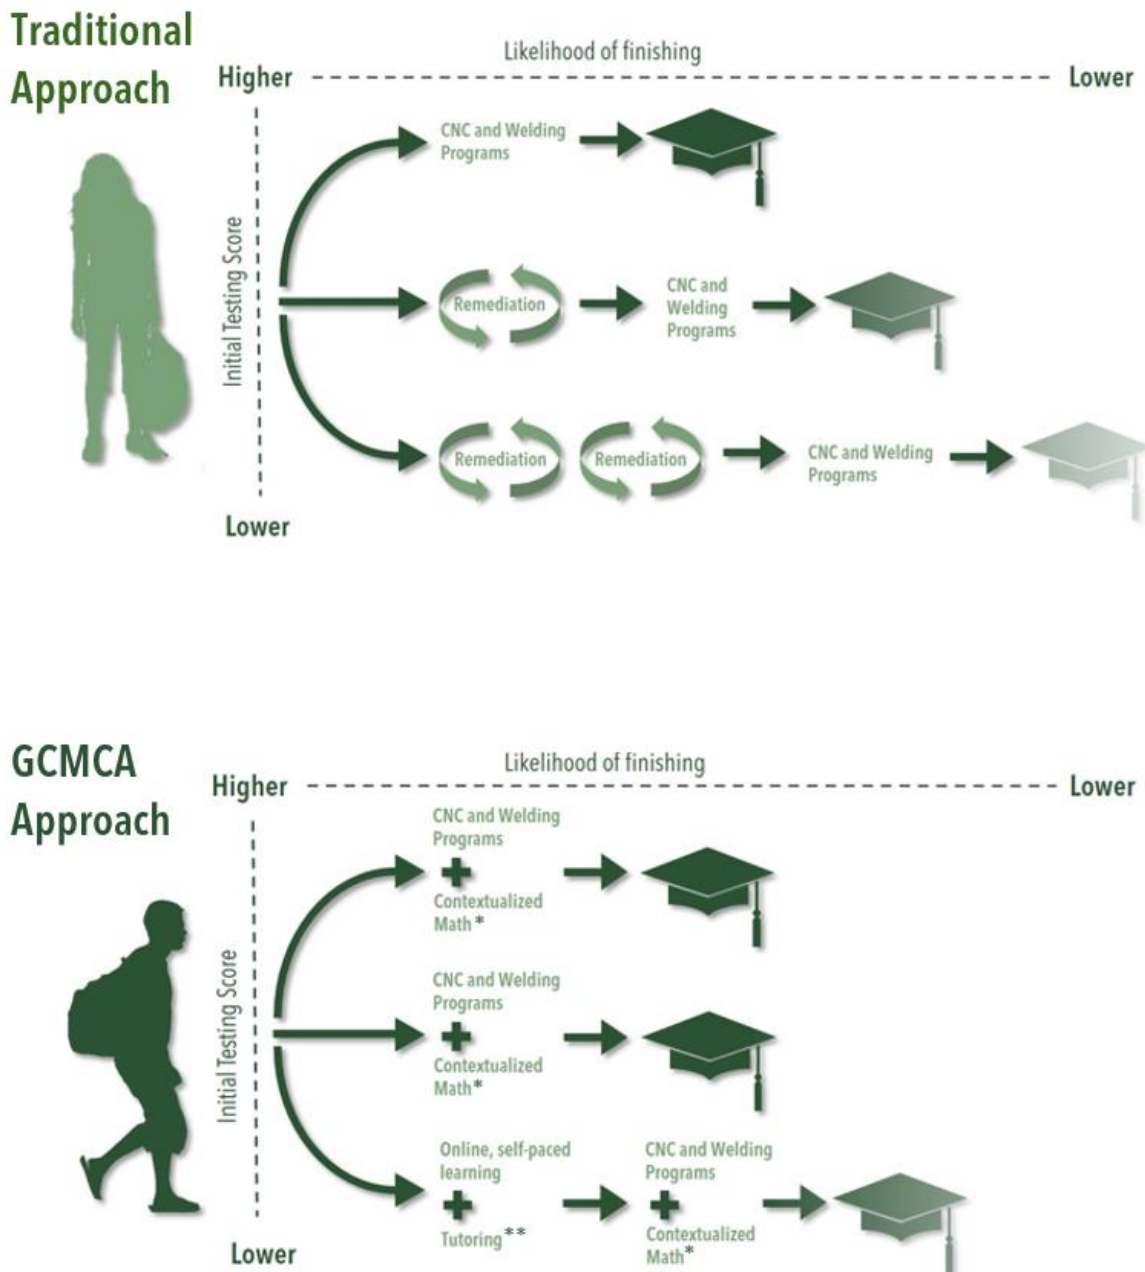 Traditional
Approach
Likelihood of finishing
Higher
Lower
Initial Testing Score
CNC and Welding
Programs
Remediation
CNC and
Welding
Programs
Remediation
Remediation
CNC and Welding
Programs
Lower
GCMCA
Approach
Likelihood of finishing
Higher
Lower
Initial Testing Score
CNC and Welding
Programs
+
Contextualized
Math*
CNC and Welding
Programs
+
Contextualized
Math*
Online, self-paced
learning
+
Tutoring**
CNC and Welding
Programs
+
Contextualized
Math*
Lower